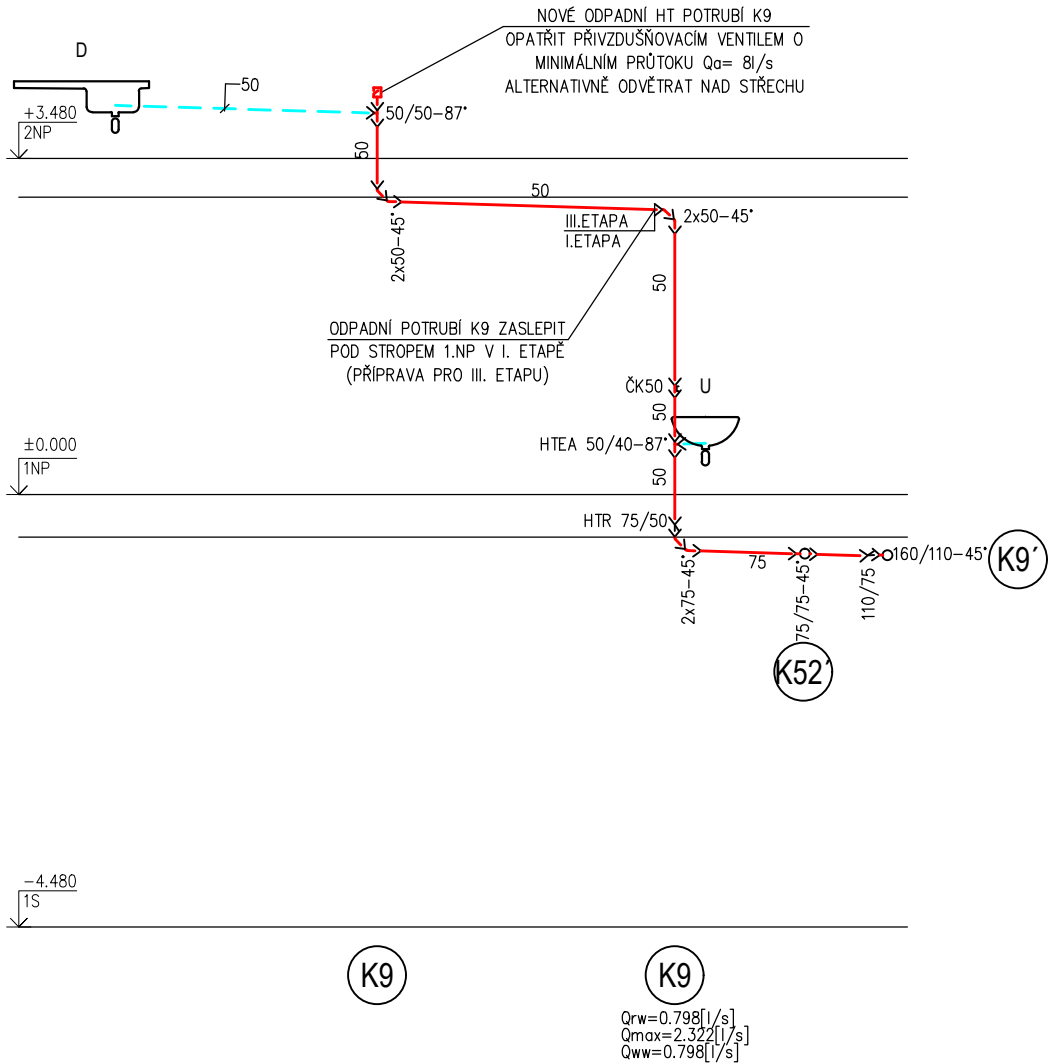 NOVÉ ODPADNÍ HT POTRUBÍ K9
OPATŘIT PŘIVZDUŠŇOVACÍM VENTILEM O
MINIMÁLNÍM PRŮTOKU Qa= 8l/s
ALTERNATIVNĚ ODVĚTRAT NAD STŘECHU
D
50
50/50-87°
+3.480
2NP
50
50
2x50-45°
III.ETAPA
I.ETAPA
2x50-45°
50
ODPADNÍ POTRUBÍ K9 ZASLEPIT
POD STROPEM 1.NP V I. ETAPĚ
(PŘÍPRAVA PRO III. ETAPU)
ČK50
U
50
HTEA 50/40-87°
±0.000
1NP
50
HTR 75/50
2x75-45°
75
75/75-45°
110/75
160/110-45°
K9´
K52´
-4.480
1S
K9
K9
Qrw=0.798[l/s]
Qmax=2.322[l/s]
Qww=0.798[l/s]